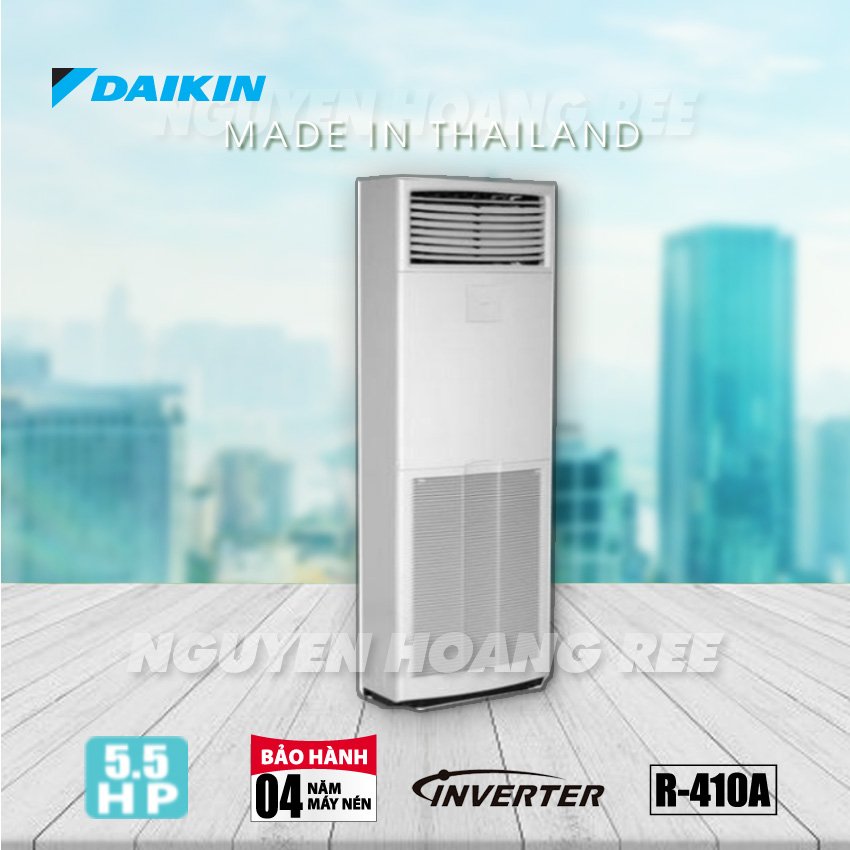 DAIKIN
NGUYEN HOANG REE
MADE IN THAILAND
NGUYEN HOANG REE
5.5
HP
BẢO HÀNH
04 NĂM
MÁY NÉN
INVERTER
R-410A